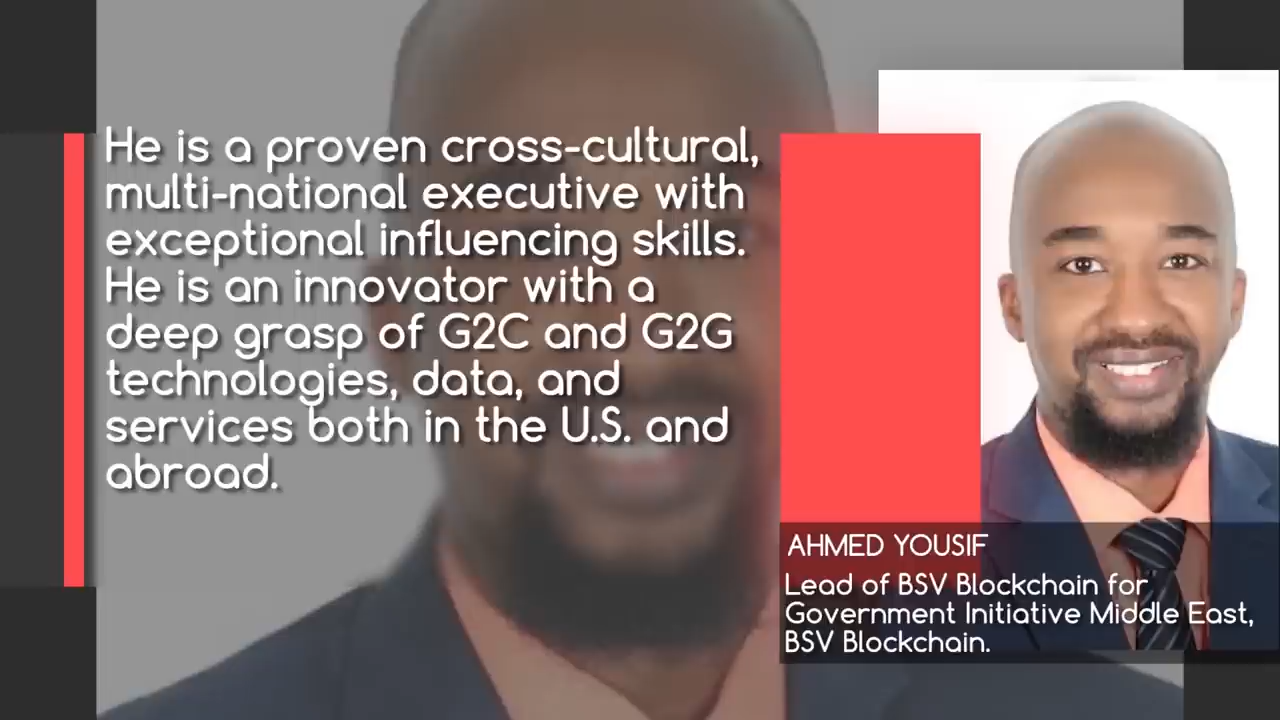 He is a proven cross-cultural,
multi-national executive with
exceptional influencing skills.
He is an innovator with a
deep grasp of G2C and G2G
technologies, data, and
services both in the U.S. and
abroad.
AHMED YOUSIF
Lead of BSV Blockchain for
Government Initiative Middle East,
BSV Blockchain.